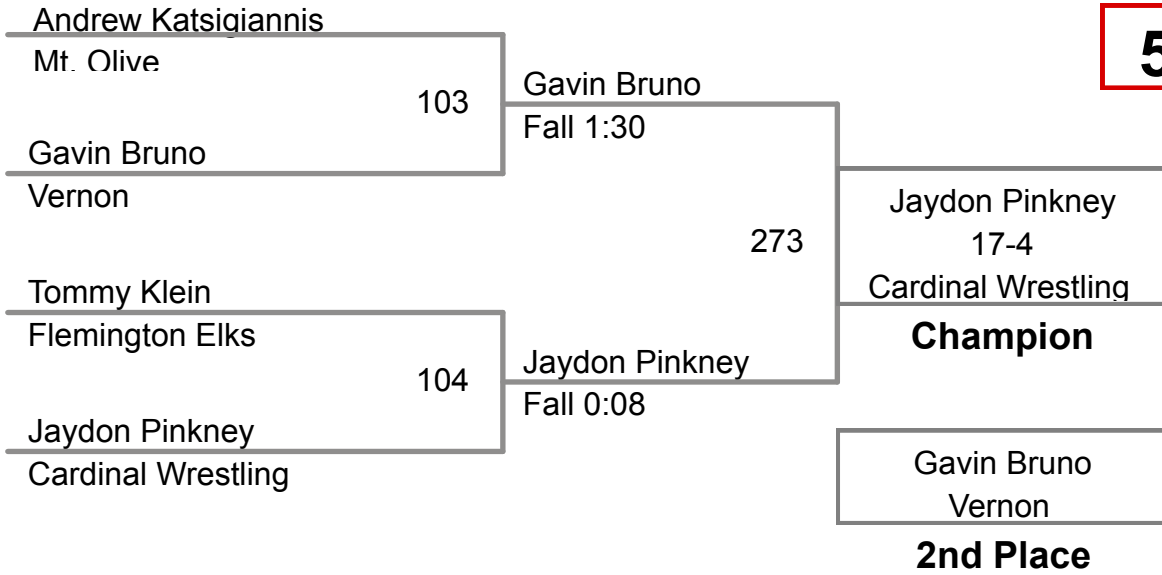 Andrew Katsigiannis
Mt. Olive
103
Gavin Bruno
Vernon
Gavin Bruno
Fall 1:30
Tommy Klein
Flemington Elks
104
Jaydon Pinkney
Cardinal Wrestling
Jaydon Pinkney
Fall 0:08
273
5
Jaydon Pinkney
17-4
Cardinal Wrestling
Champion
Gavin Bruno
Vernon
2nd Place